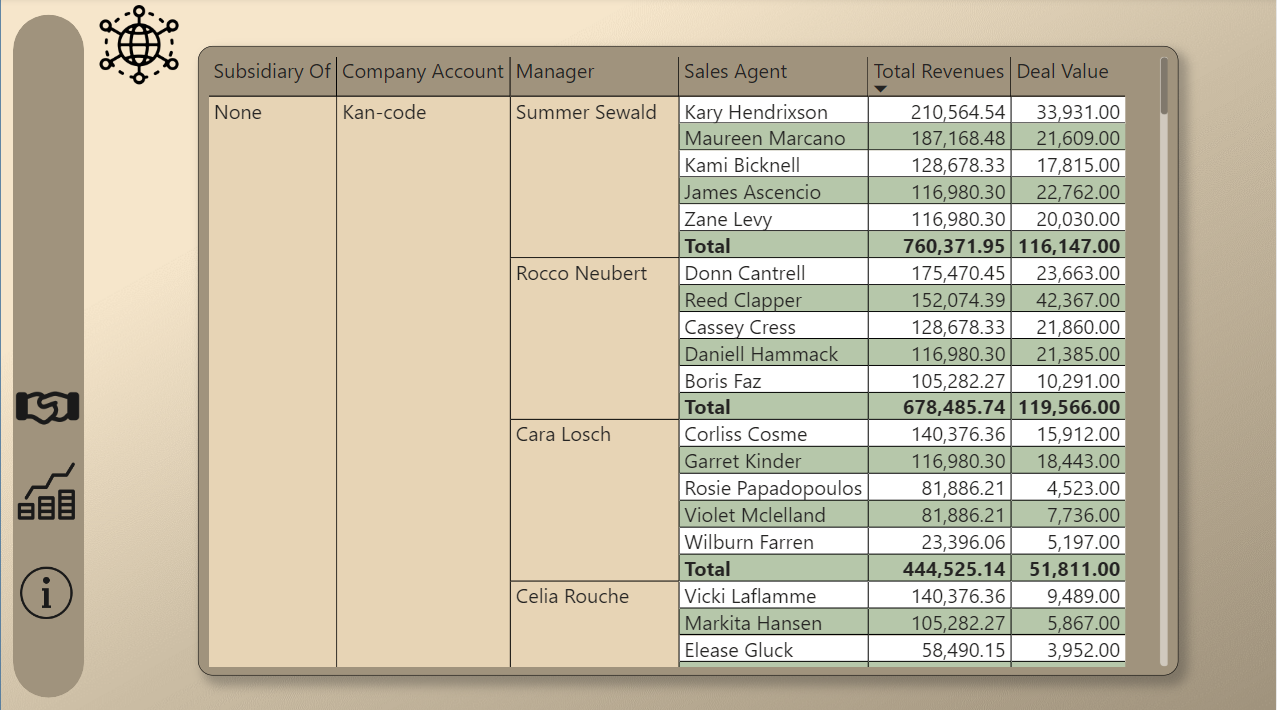 Subsidiary Of Company Account Manager Sales Agent Total Revenues Deal Value
None Kan-code Summer Sewald Kary Hendrixson 210,564.54 33,931.00
Maureen Marcano 187,168.48 21,609.00
Kami Bicknell 128,678.33 17,815.00
James Ascencio 116,980.30 22,762.00
Zane Levy 116,980.30 20,030.00
Total 760,371.95 116,147.00
Rocco Neubert Donn Cantrell 175,470.45 23,663.00
Reed Clapper 152,074.39 42,367.00
Cassey Cress 128,678.33 21,860.00
Daniell Hammack 116,980.30 21,385.00
Boris Faz 105,282.27 10,291.00
Total 678,485.74 119,566.00
Cara Losch Corliss Cosme 140,376.36 15,912.00
Garret Kinder 116,980.30 18,443.00
Rosie Papadopoulos 81,886.21 4,523.00
Violet Mclelland 81,886.21 7,736.00
Wilburn Farren 23,396.06 5,197.00
Total 444,525.14 51,811.00
Celia Rouche Vicki Laflamme 140,376.36 9,489.00
Markita Hansen 105,282.27 5,867.00
Elease Gluck 58,490.15 3,952.00